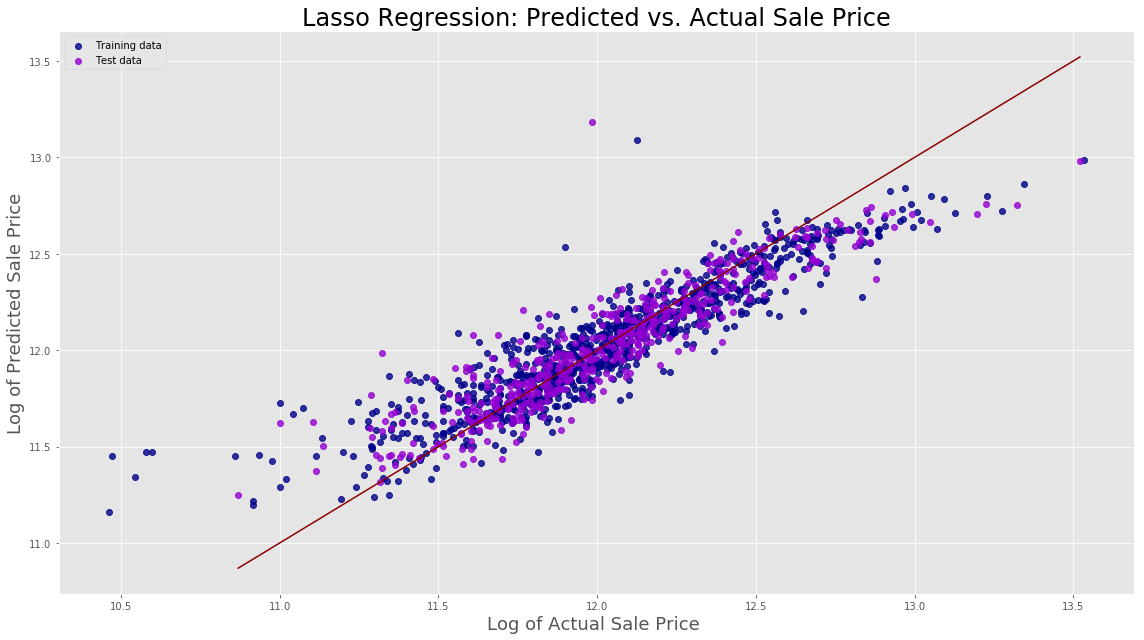 Lasso Regression: Predicted vs. Actual Sale Price
Training data
Test data
Log of Predicted Sale Price
13.5
13.0
12.5
12.0
11.5
11.0
10.5 11.0 11.5 12.0 12.5 13.0 13.5
Log of Actual Sale Price